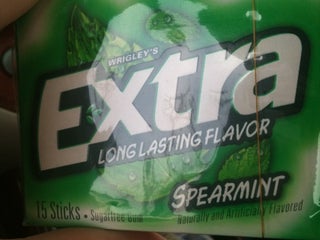 WRIGLEY'S
Extra
LONG LASTING FLAVOR
SPEARMINT
15 Sticks • Sugarfree Gum
Naturally and Artificially Flavored